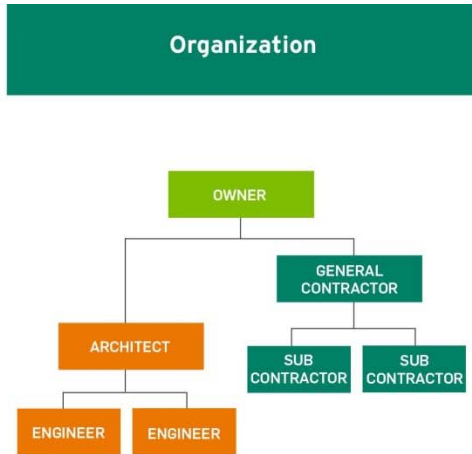 Organization
OWNER
GENERAL
CONTRACTOR
ARCHITECT
SUB
CONTRACTOR
SUB
CONTRACTOR
ENGINEER
ENGINEER